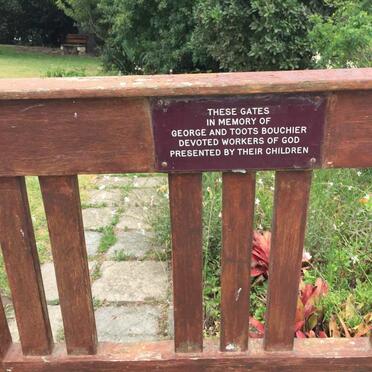 THESE GATES
IN MEMORY OF
GEORGE AND TOOTS BOUCHIER
DEVOTED WORKERS OF GOD
PRESENTED BY THEIR CHILDREN